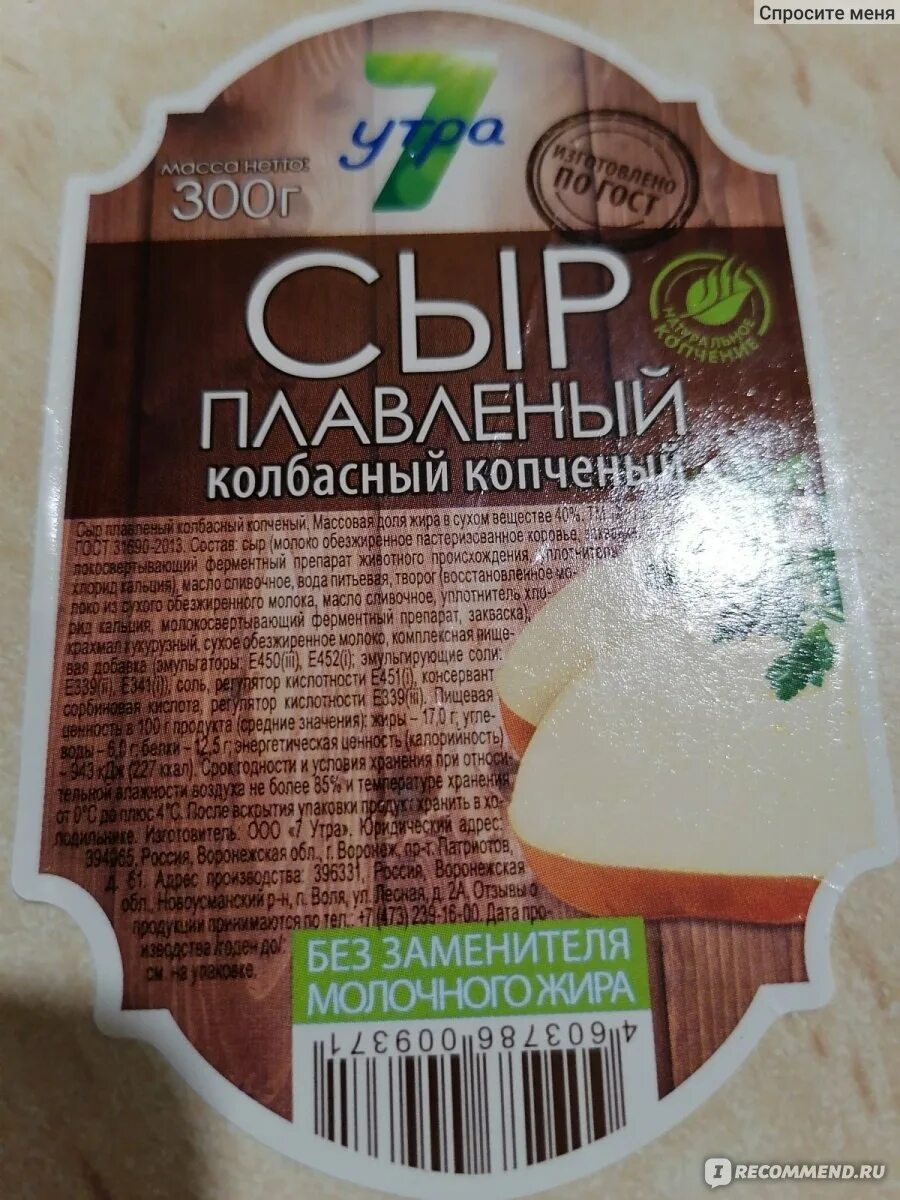 Спросите меня
7 утра
Масса нетто:
300г
ИЗГОТОВЛЕНО
ПО ГОСТ
СЫР
НАТУРАЛЬНОЕ
КОПЧЕНИЕ
ПЛАВЛЕНЫЙ
колбасный копченый
Сыр плавленый колбасный копченый. Массовая доля жира в сухом веществе 40%. ТМ
ГОСТ 31690-2013. Состав: сыр (молоко обезжиренное пастеризованное коровье,
локосвертывающий ферментный препарат животного происхождения, уплотнитель
хлорид кальция), масло сливочное, вода питьевая, творог (восстановленное мо-
локо из сухого обезжиренного молока, масло сливочное, уплотнитель хло-
рид кальция, молокосвертывающий ферментный препарат, закваска),
крахмал кукурузный, сухое обезжиренное молоко, комплексная пище-
вая добавка (эмульгаторы: Е450(iii), Е452(i); эмульгирующие соли:
Е339(ii), Е341(i)), соль, регулятор кислотности Е451(i), консервант
сорбиновая кислота, регулятор кислотности Е339(iii). Пищевая
ценность в 100 г продукта (средние значения): жиры – 17,0 г; угле-
воды – 6,0 г; белки – 12,5 г; энергетическая ценность (калорийность)
– 943 кДж (227 ккал). Срок годности и условия хранения при относи-
тельной влажности воздуха не более 85% и температуре хранения
от 0°С до плюс 4°С. После вскрытия упаковки продукт хранить в хо-
лодильнике. Изготовитель: ООО «7 Утра». Юридический адрес:
394065, Россия, Воронежская обл., г. Воронеж, пр-т. Патриотов,
д. 61. Адрес производства: 396331, Россия, Воронежская
обл., Новоусманский р-н, п. Воля, ул. Лесная, д. 2А. Отзывы о
продукции принимаются по тел.: +7 (473) 239-16-00. Дата про-
изводства /годен до/:
см. на упаковке.
БЕЗ ЗАМЕНИТЕЛЯ
МОЛОЧНОГО ЖИРА
4 603786 009371
IRECOMMEND.RU